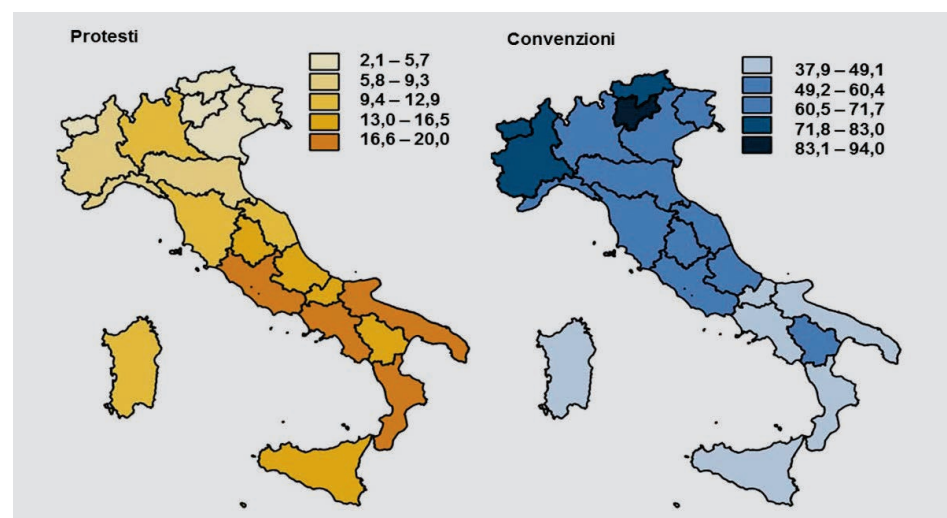 Protesti
2,1 – 5,7
5,8 – 9,3
9,4 – 12,9
13,0 – 16,5
16,6 – 20,0
Convenzioni
37,9 – 49,1
49,2 – 60,4
60,5 – 71,7
71,8 – 83,0
83,1 – 94,0